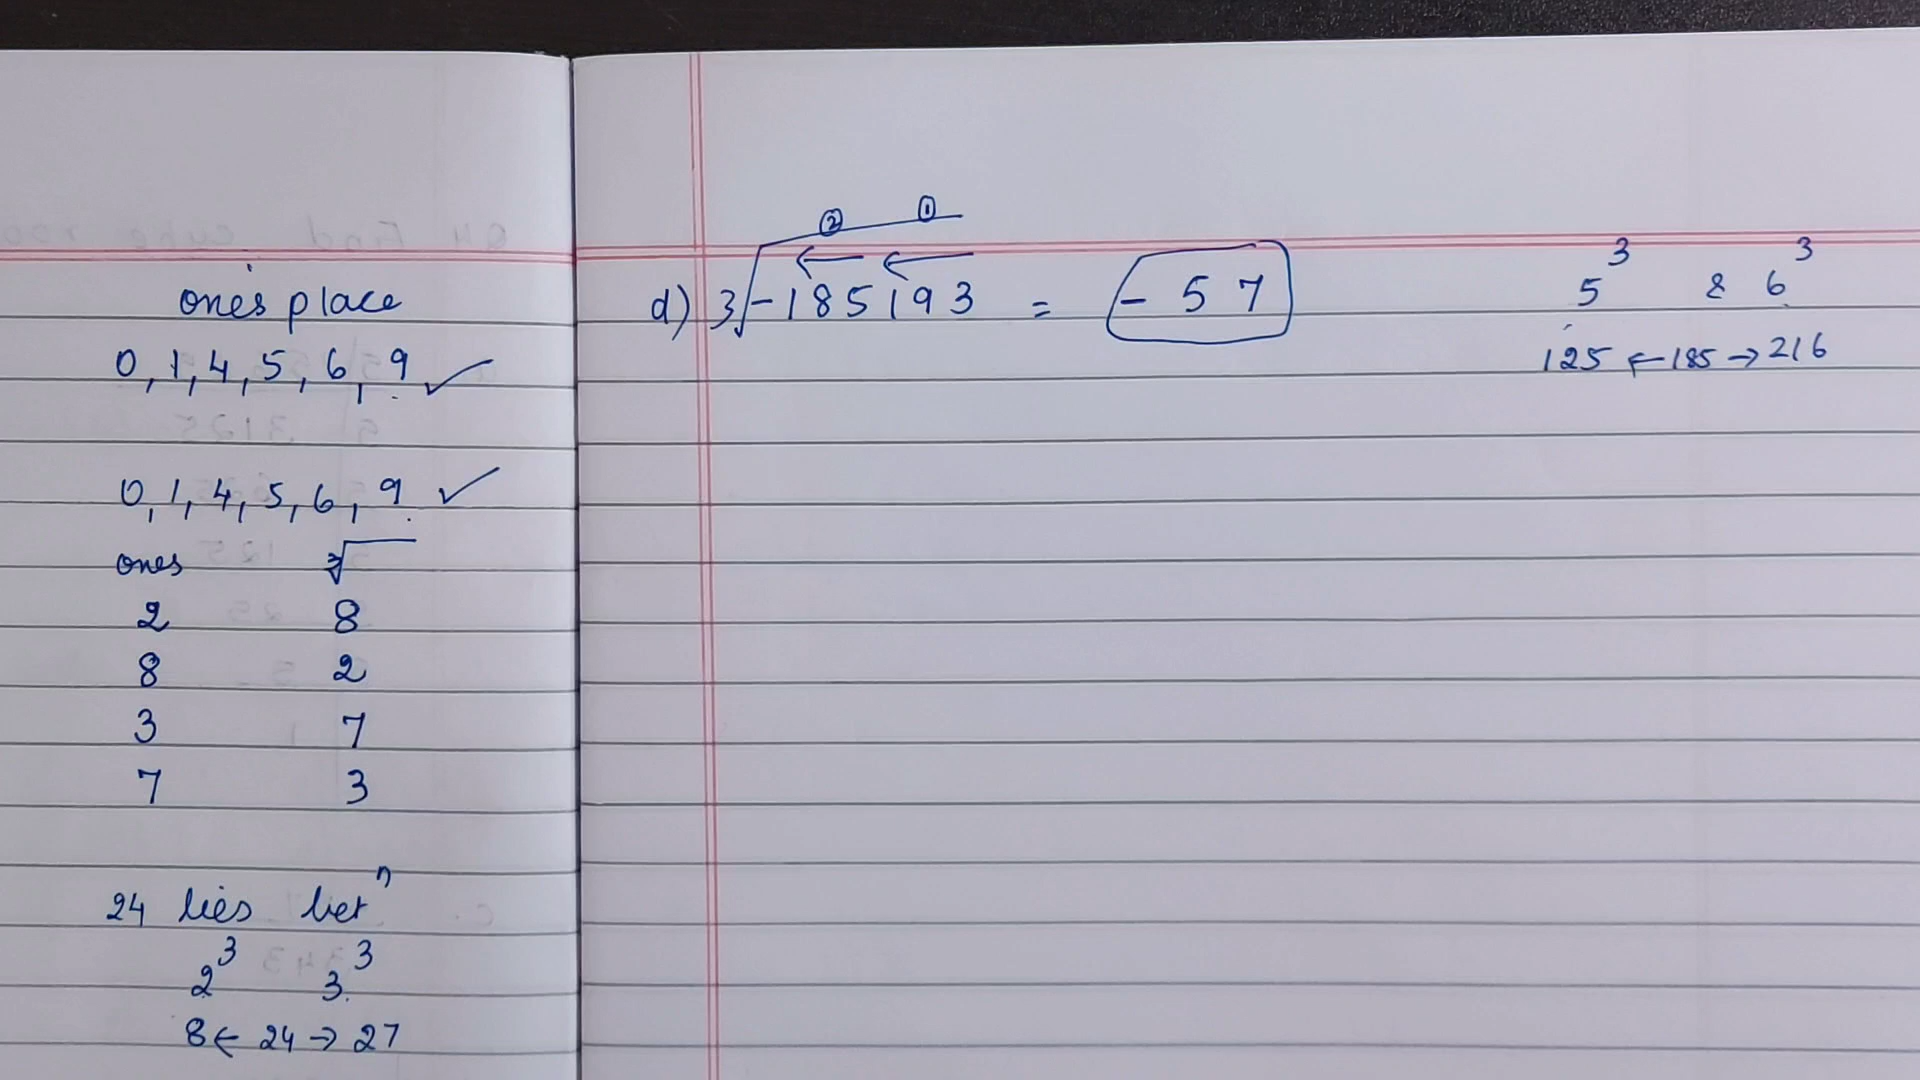 one's place
0, 1, 4, 5, 6, 9 ✓
0, 1, 4, 5, 6, 9 ✓
ones ∛
2 8
8 2
3 7
7 3
24 lies betⁿ
2³ 3³
8 ← 24 → 27
② ①
d) ∛-185193 = -57
5³ & 6³
125 ← 185 → 216